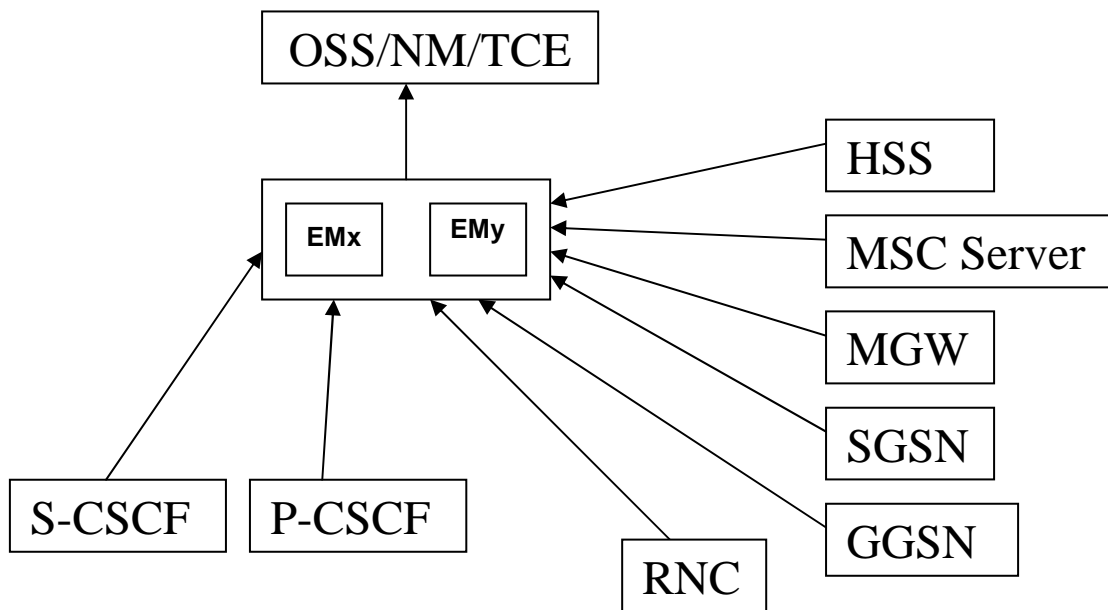 OSS/NM/TCE
HSS
EMx
EMy
MSC Server
MGW
SGSN
S-CSCF
P-CSCF
GGSN
RNC